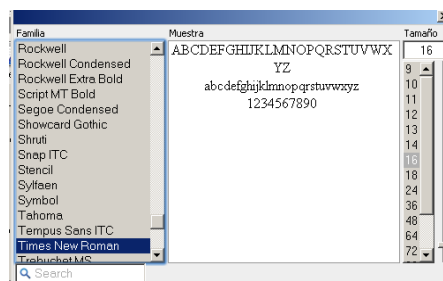 Familia
Rockwell
Rockwell Condensed
Rockwell Extra Bold
Script MT Bold
Segoe Condensed
Showcard Gothic
Shruti
Snap ITC
Stencil
Sylfaen
Symbol
Tahoma
Tempus Sans ITC
Times New Roman
Trebuchet MS
Search
Muestra
ABCDEFGHIJKLMNOPQRSTUVWX
YZ
abcdefghijklmnopqrstuvwxyz
1234567890
Tamaño
16
9
10
11
12
13
14
16
18
24
36
48
64
72